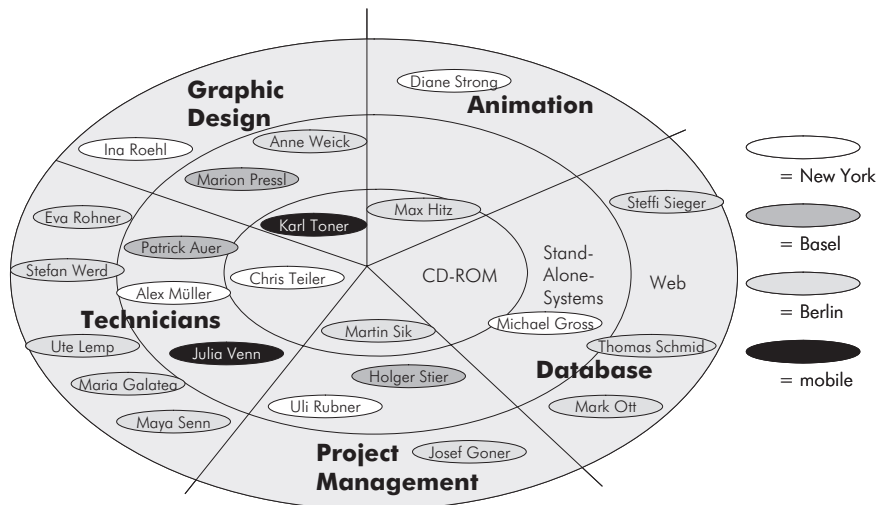 Graphic
Design
Diane Strong
Animation
Ina Roehl
Anne Weick
Marion Pressl
Karl Toner
Max Hitz
Steffi Sieger
Eva Rohner
Patrick Auer
Stefan Werd
Alex Müller
Chris Teiler
Technicians
Ute Lemp
Julia Venn
Maria Galatea
Maya Senn
CD-ROM
Stand-
Alone-
Systems
Web
Michael Gross
Thomas Schmid
Database
Mark Ott
Martin Sik
Holger Stier
Uli Rubner
Project
Management
Josef Goner
= New York
= Basel
= Berlin
= mobile